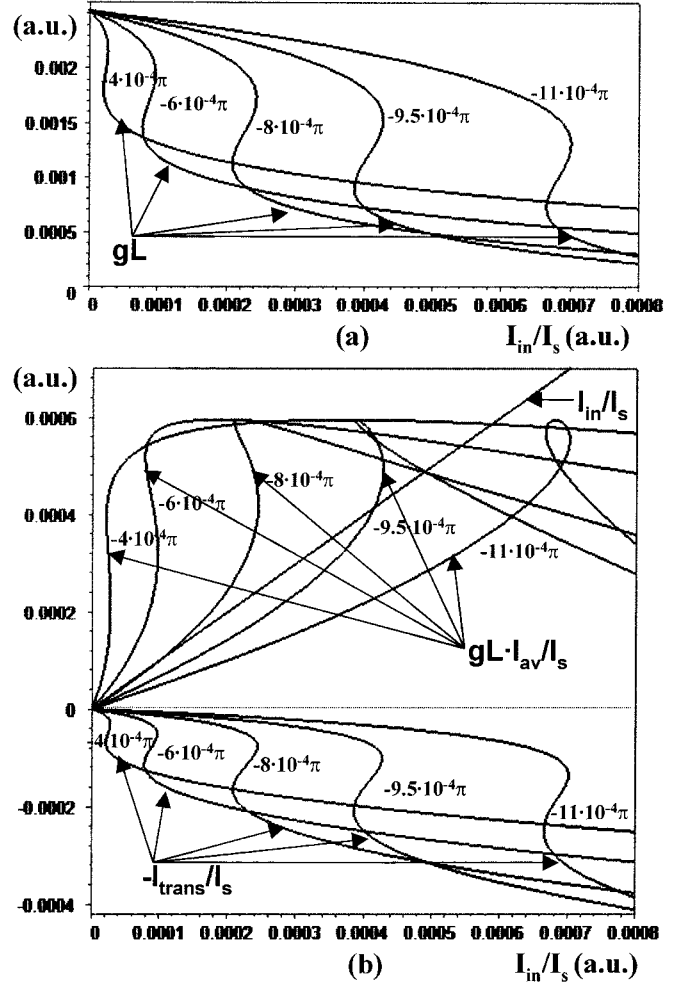 (a.u.)
0.002
0.0015
0.001
0.0005
0
-4·10⁻⁴π
-6·10⁻⁴π
-8·10⁻⁴π
-9.5·10⁻⁴π
-11·10⁻⁴π
gL
0 0.0001 0.0002 0.0003 0.0004 0.0005 0.0006 0.0007 0.0008
(a) Iin/Is (a.u.)
(a.u.)
0.0006
0.0004
0.0002
0
-0.0002
-0.0004
Iin/Is
-4·10⁻⁴π
-6·10⁻⁴π
-8·10⁻⁴π
-9.5·10⁻⁴π
-11·10⁻⁴π
gL·Iav/Is
-4·10⁻⁴π
-6·10⁻⁴π
-8·10⁻⁴π
-9.5·10⁻⁴π
-11·10⁻⁴π
-Itrans/Is
0 0.0001 0.0002 0.0003 0.0004 0.0005 0.0006 0.0007 0.0008
(b) Iin/Is (a.u.)